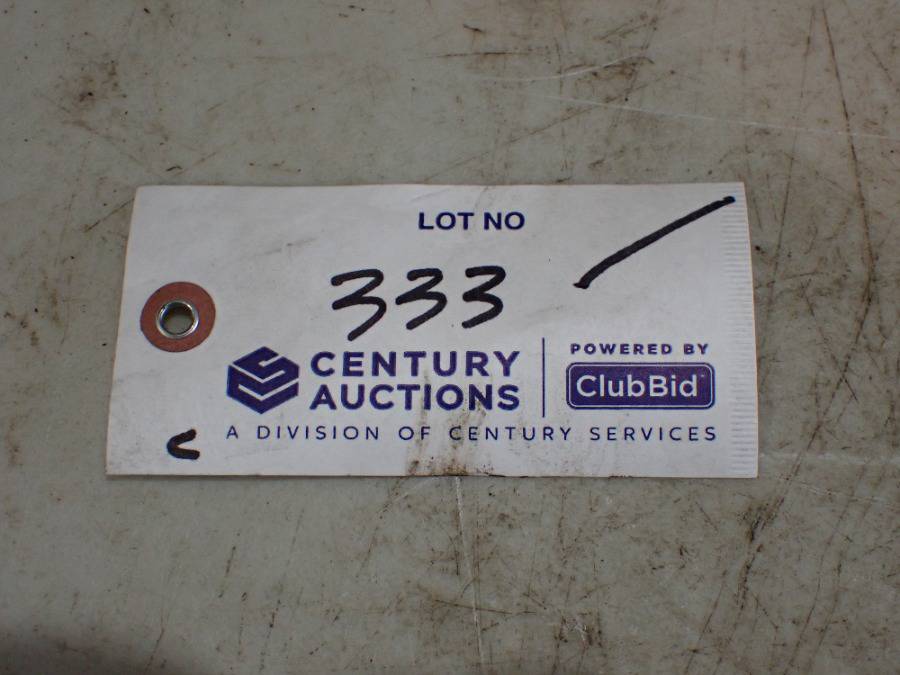 LOT NO
333
CENTURY
AUCTIONS
POWERED BY
ClubBid
A DIVISION OF CENTURY SERVICES
C